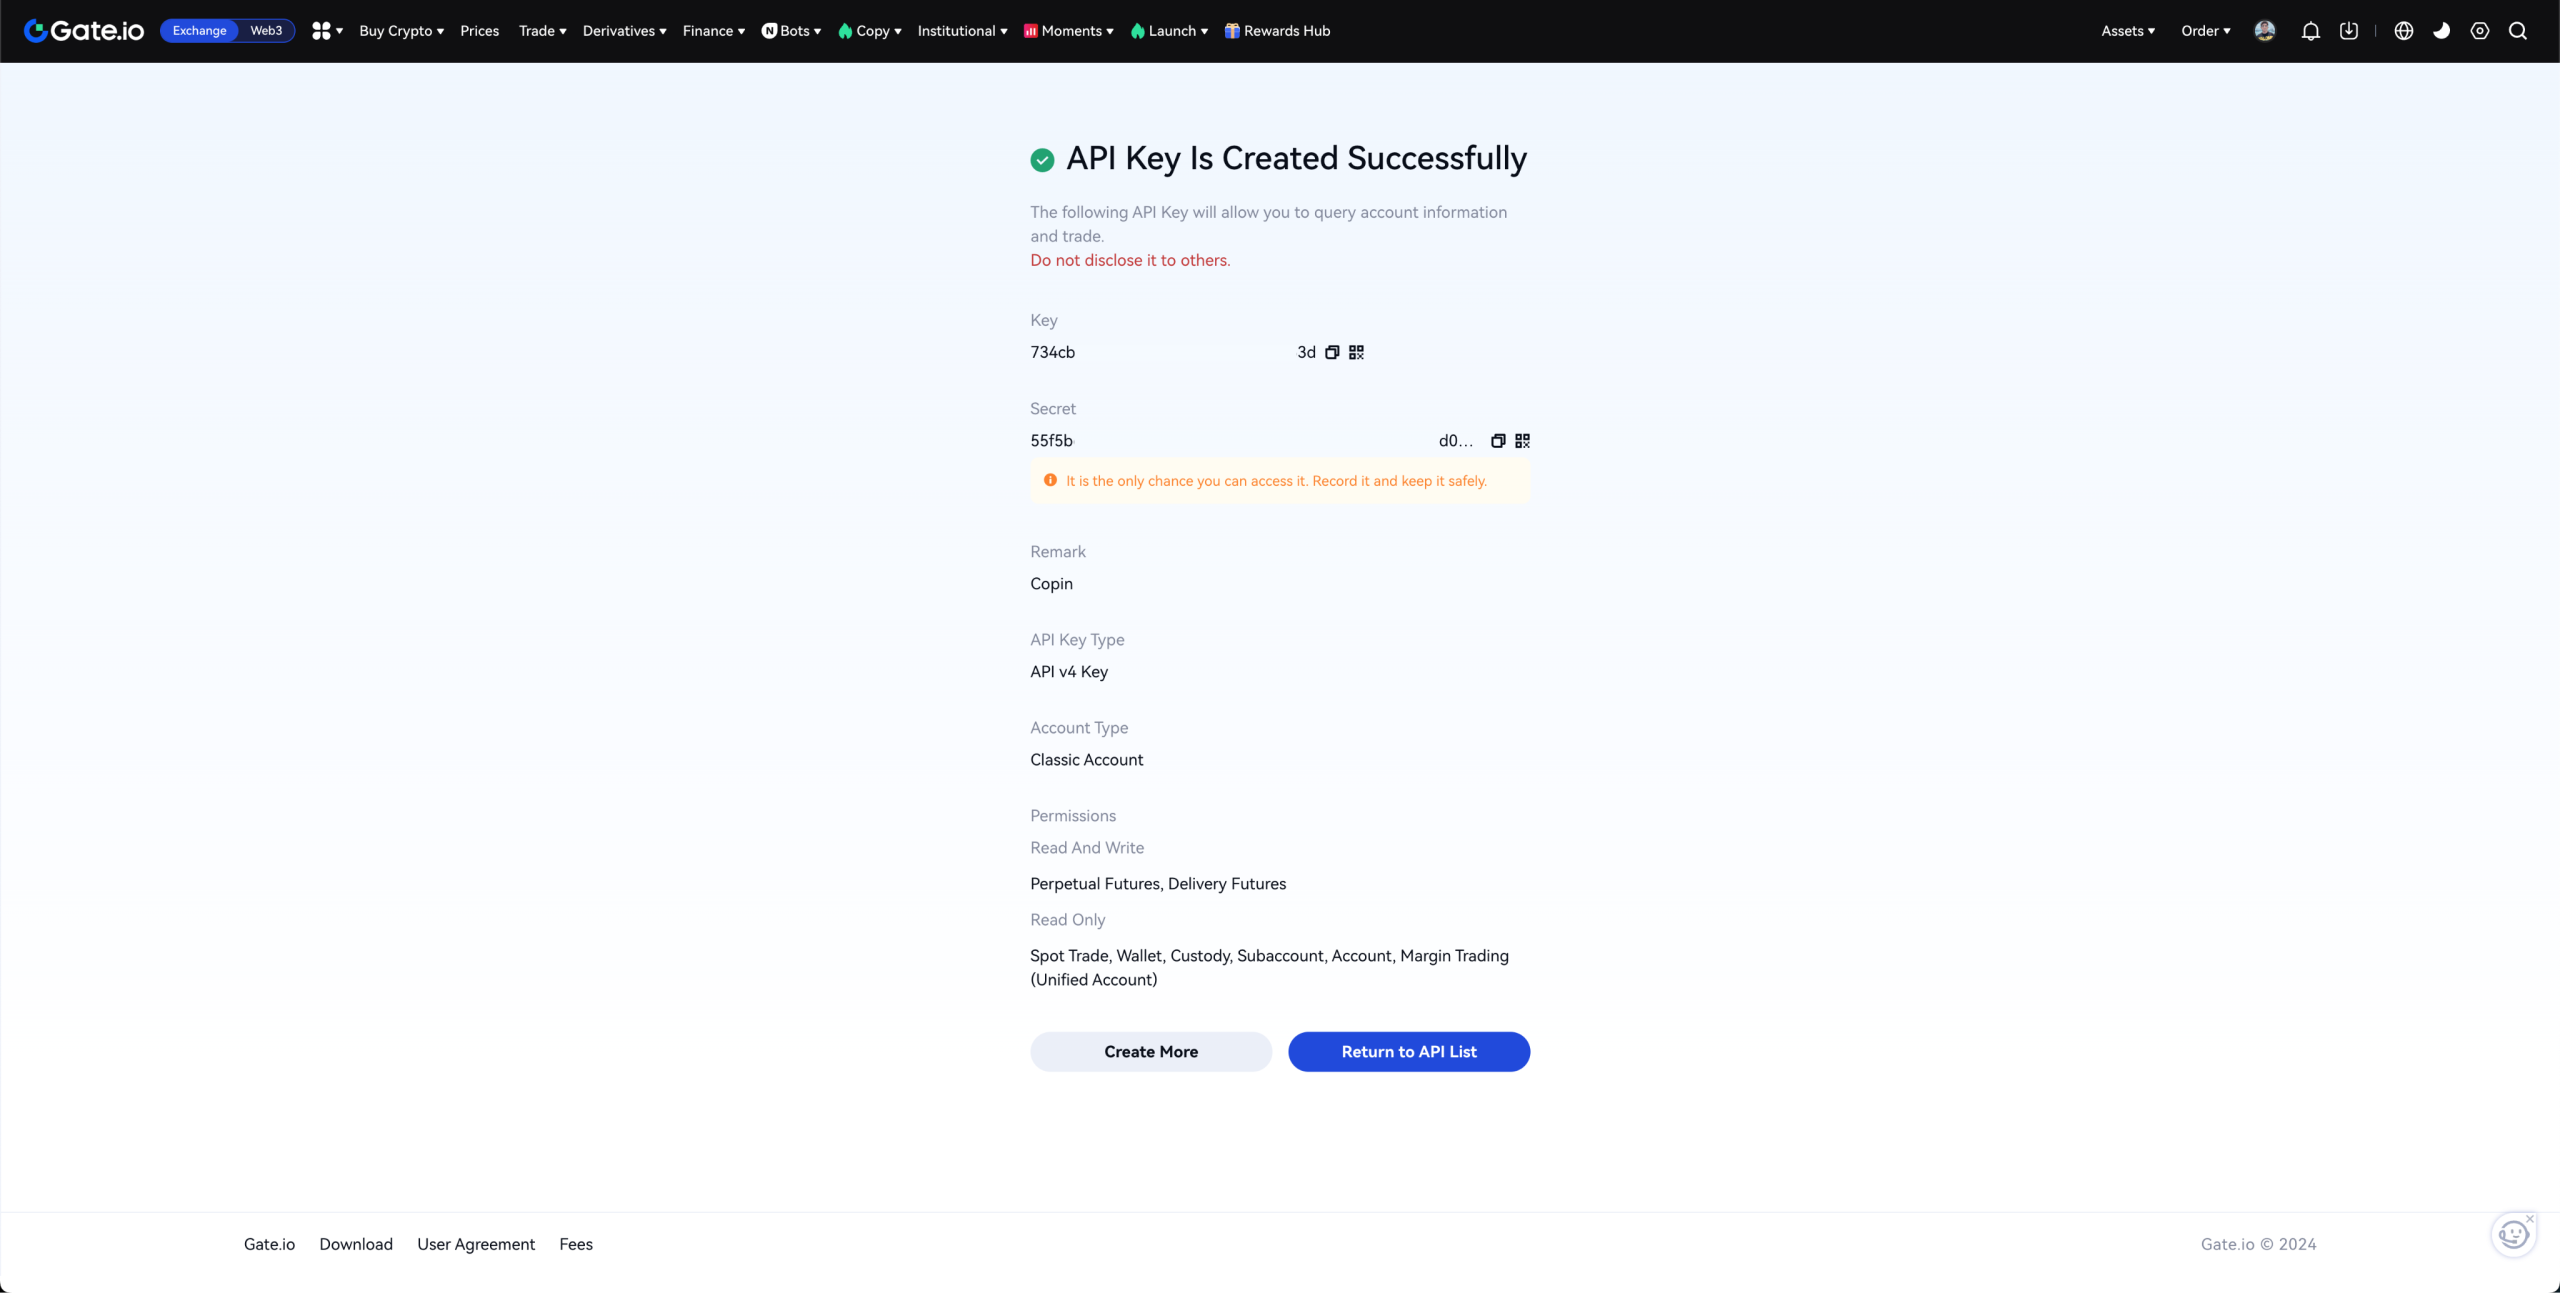 Gate.io Exchange Web3 Buy Crypto Prices Trade Derivatives Finance Bots Copy Institutional Moments Launch Rewards Hub Assets Order
API Key Is Created Successfully
The following API Key will allow you to query account information
and trade.
Do not disclose it to others.
Key
734cb 3d
Secret
55f5b d0...
It is the only chance you can access it. Record it and keep it safely.
Remark
Copin
API Key Type
API v4 Key
Account Type
Classic Account
Permissions
Read And Write
Perpetual Futures, Delivery Futures
Read Only
Spot Trade, Wallet, Custody, Subaccount, Account, Margin Trading
(Unified Account)
Create More Return to API List
Gate.io Download User Agreement Fees Gate.io © 2024